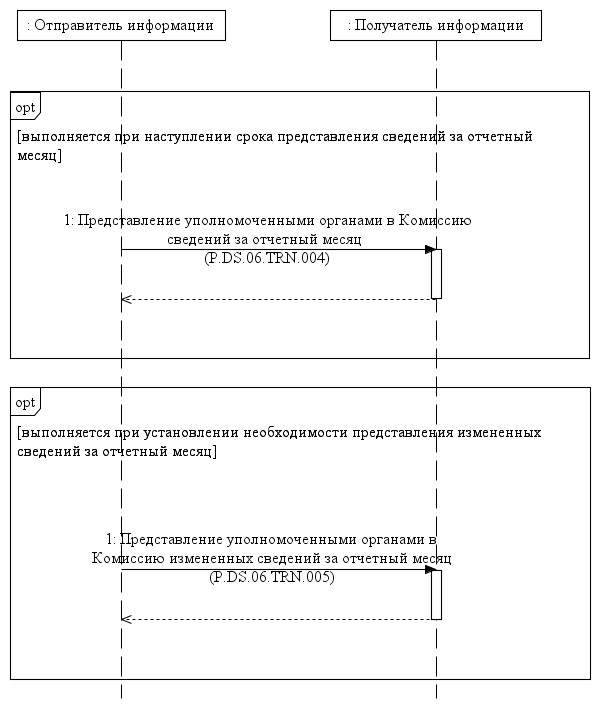 : Отправитель информации
: Получатель информации
opt
[выполняется при наступлении срока представления сведений за отчетный
месяц]
1: Представление уполномоченными органами в Комиссию
сведений за отчетный месяц
(P.DS.06.TRN.004)
opt
[выполняется при установлении необходимости представления измененных
сведений за отчетный месяц]
1: Представление уполномоченными органами в
Комиссию измененных сведений за отчетный месяц
(P.DS.06.TRN.005)